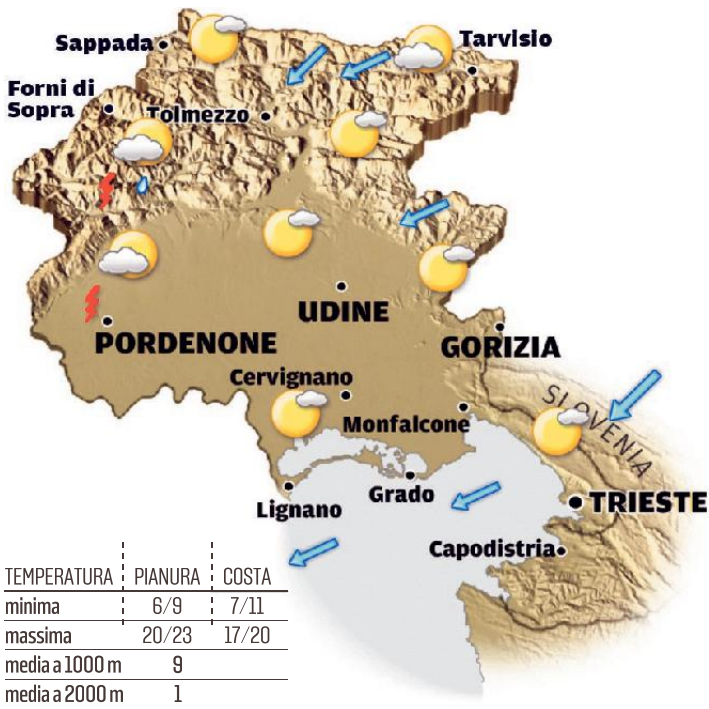 Sappada
Tarvisio
Forni di
Sopra
Tolmezzo
UDINE
PORDENONE
GORIZIA
Cervignano
SLOVENIA
Monfalcone
Lignano
Grado
TRIESTE
Capodistria
TEMPERATURA PIANURA COSTA
minima 6/9 7/11
massima 20/23 17/20
media a 1000 m 9
media a 2000 m 1